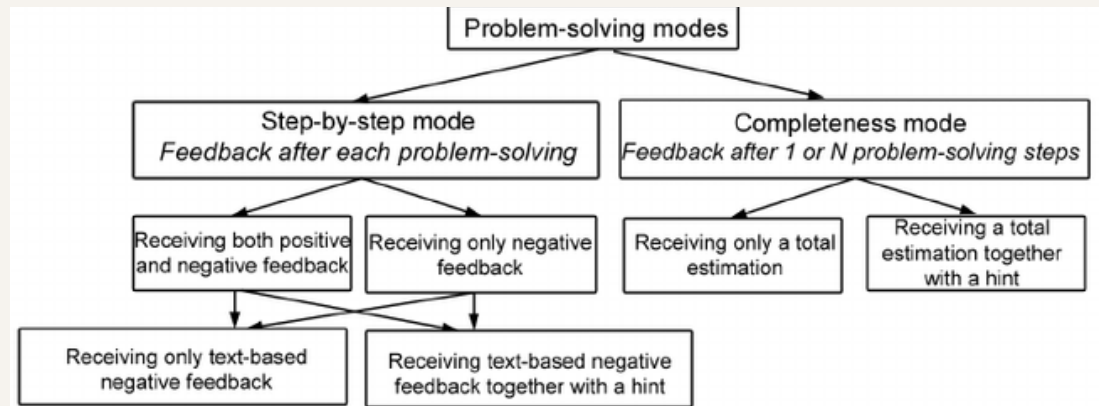 Problem-solving modes
Step-by-step mode
Feedback after each problem-solving
Completeness mode
Feedback after 1 or N problem-solving steps
Receiving both positive
and negative feedback
Receiving only negative
feedback
Receiving only a total
estimation
Receiving a total
estimation together
with a hint
Receiving only text-based
negative feedback
Receiving text-based negative
feedback together with a hint